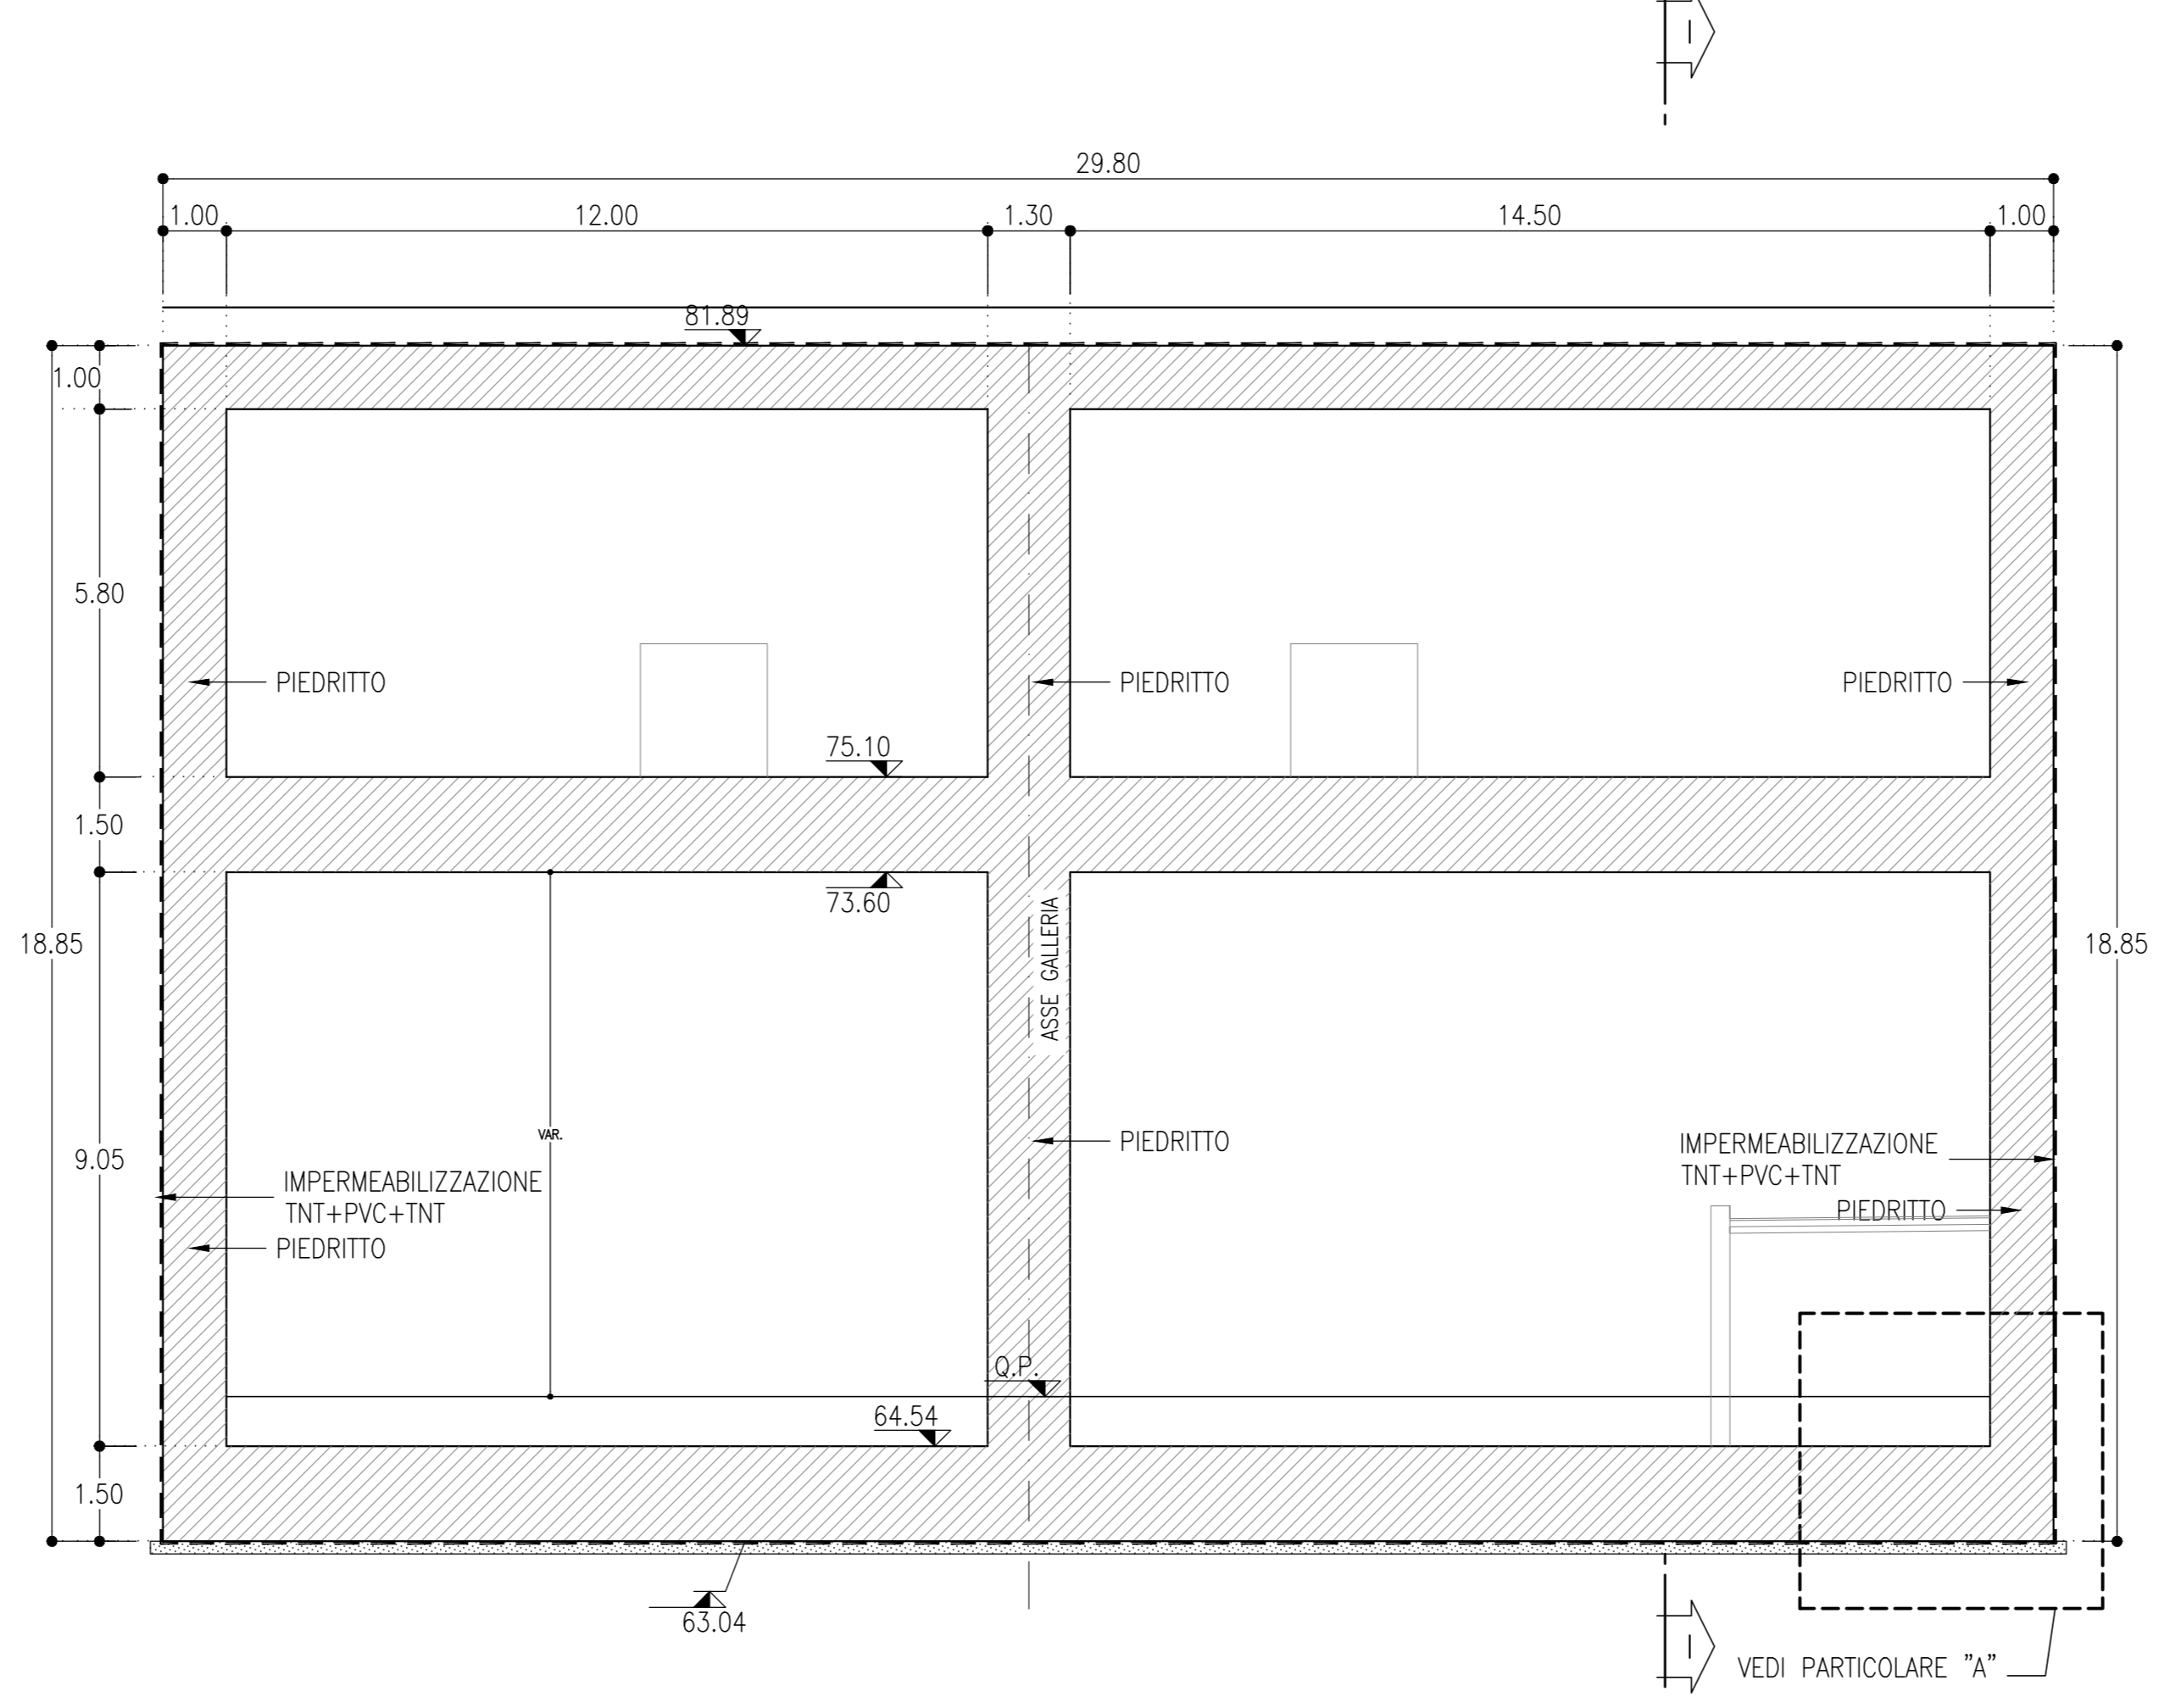 I
29.80
1.00 12.00 1.30 14.50 1.00
81.89
1.00
5.80
PIEDRITTO PIEDRITTO PIEDRITTO
75.10
1.50
73.60
18.85 ASSE GALLERIA 18.85
VAR.
PIEDRITTO
IMPERMEABILIZZAZIONE
TNT+PVC+TNT
9.05
IMPERMEABILIZZAZIONE
TNT+PVC+TNT
PIEDRITTO
PIEDRITTO
Q.P.
64.54
1.50
63.04
I
VEDI PARTICOLARE "A"